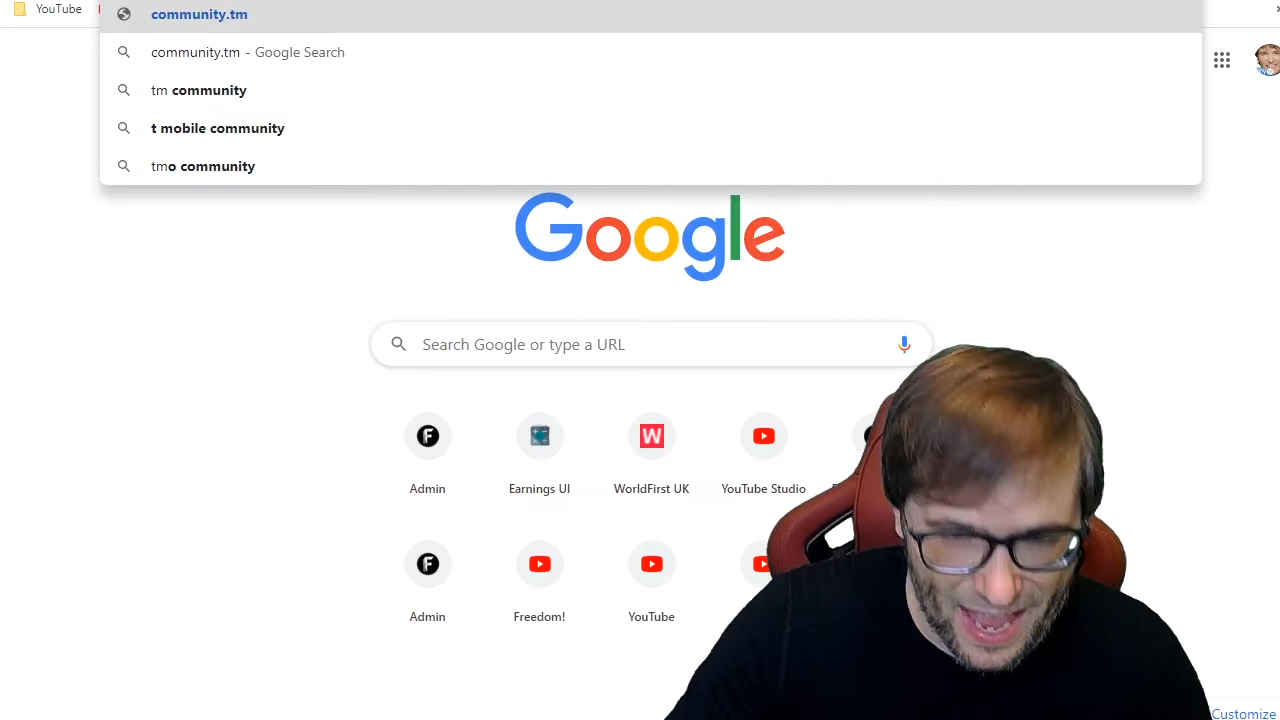 YouTube
community.tm
community.tm - Google Search
tm community
t mobile community
tmo community
Google
Search Google or type a URL
F
W
Admin
Earnings UI
WorldFirst UK
YouTube Studio
F
Admin
Freedom!
YouTube
Customize